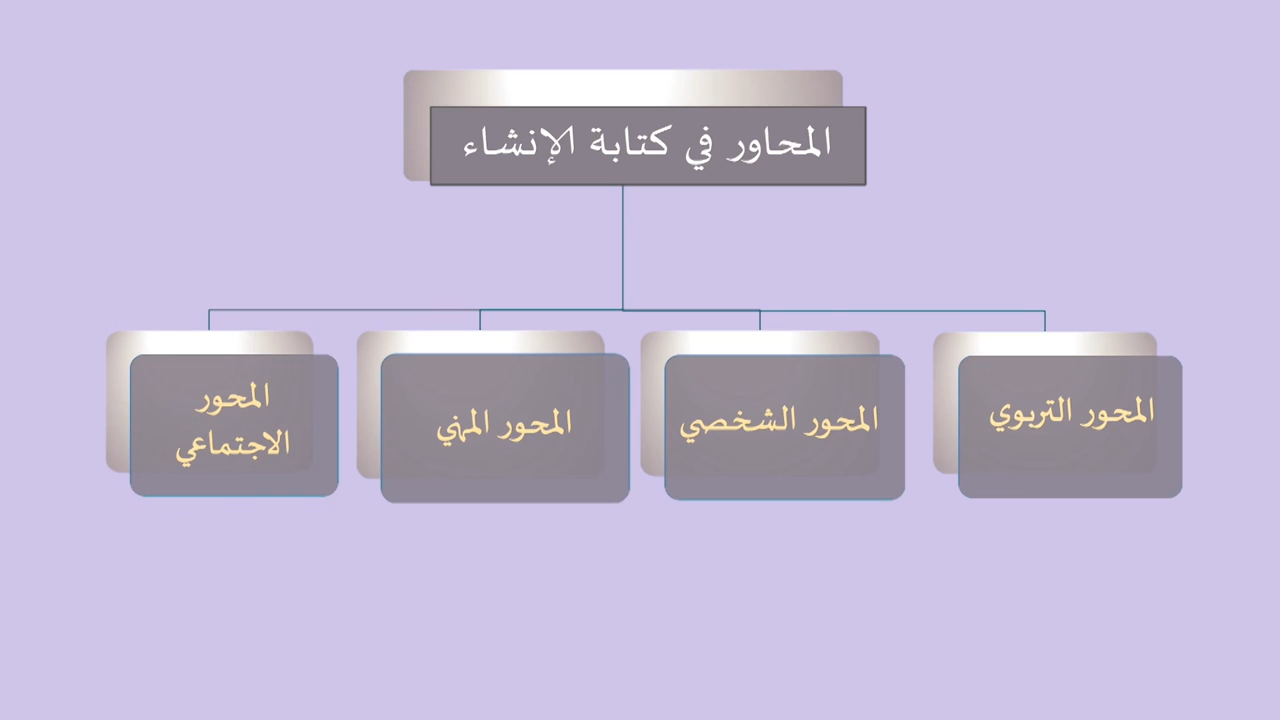 المحاور في كتابة الإنشاء
المحور التربوي
المحور الشخصي
المحور المهني
المحور
الاجتماعي